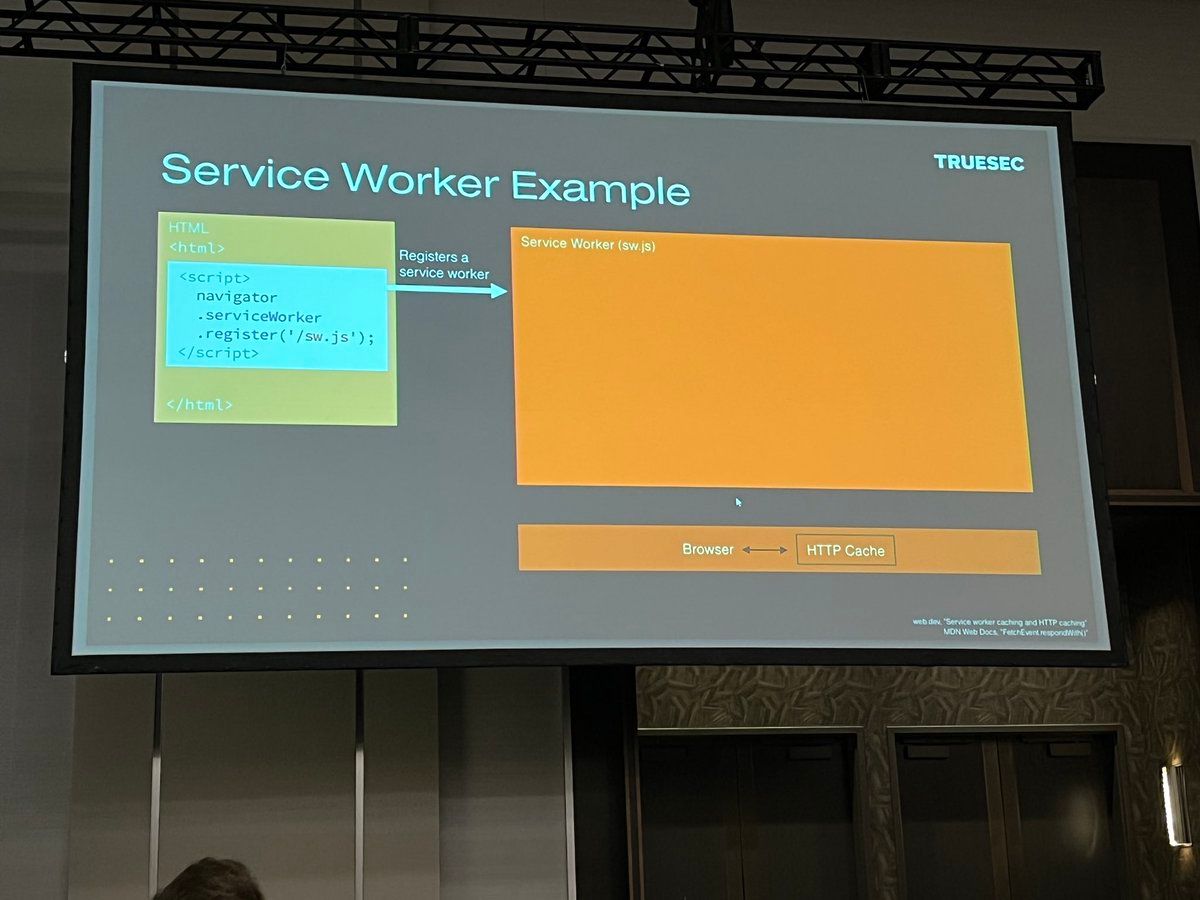 Service Worker Example
TRUESEC
HTML
<html>
<script>
navigator
.serviceWorker
.register('/sw.js');
</script>
</html>
Registers a
service worker
Service Worker (sw.js)
Browser
HTTP Cache
web.dev, "Service worker caching and HTTP caching"
MDN Web Docs, "FetchEvent.respondWith()"